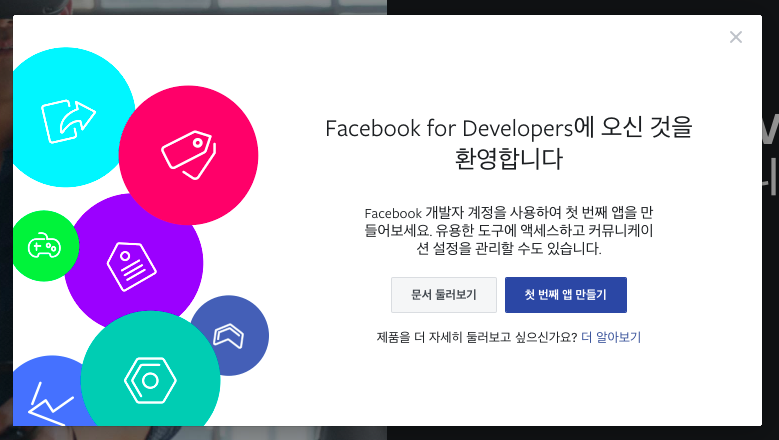 Facebook for Developers에 오신 것을
환영합니다
Facebook 개발자 계정을 사용하여 첫 번째 앱을 만
들어보세요. 유용한 도구에 액세스하고 커뮤니케이
션 설정을 관리할 수도 있습니다.
문서 둘러보기
첫 번째 앱 만들기
제품을 더 자세히 둘러보고 싶으신가요? 더 알아보기